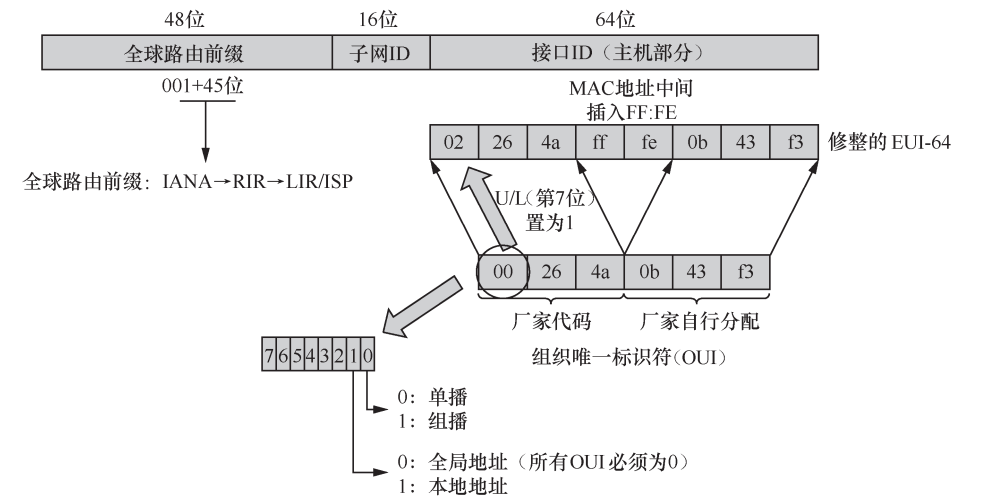 48位 16位 64位
全球路由前缀 子网ID 接口ID（主机部分）
001+45位
MAC地址中间
插入FF:FE
02 26 4a ff fe 0b 43 f3 修整的EUI-64
全球路由前缀：IANA→RIR→LIR/ISP
U/L（第7位）
置为1
00 26 4a 0b 43 f3
厂家代码 厂家自行分配
组织唯一标识符(OUI)
7 6 5 4 3 2 1 0
0：单播
1：组播
0：全局地址（所有OUI必须为0）
1：本地地址